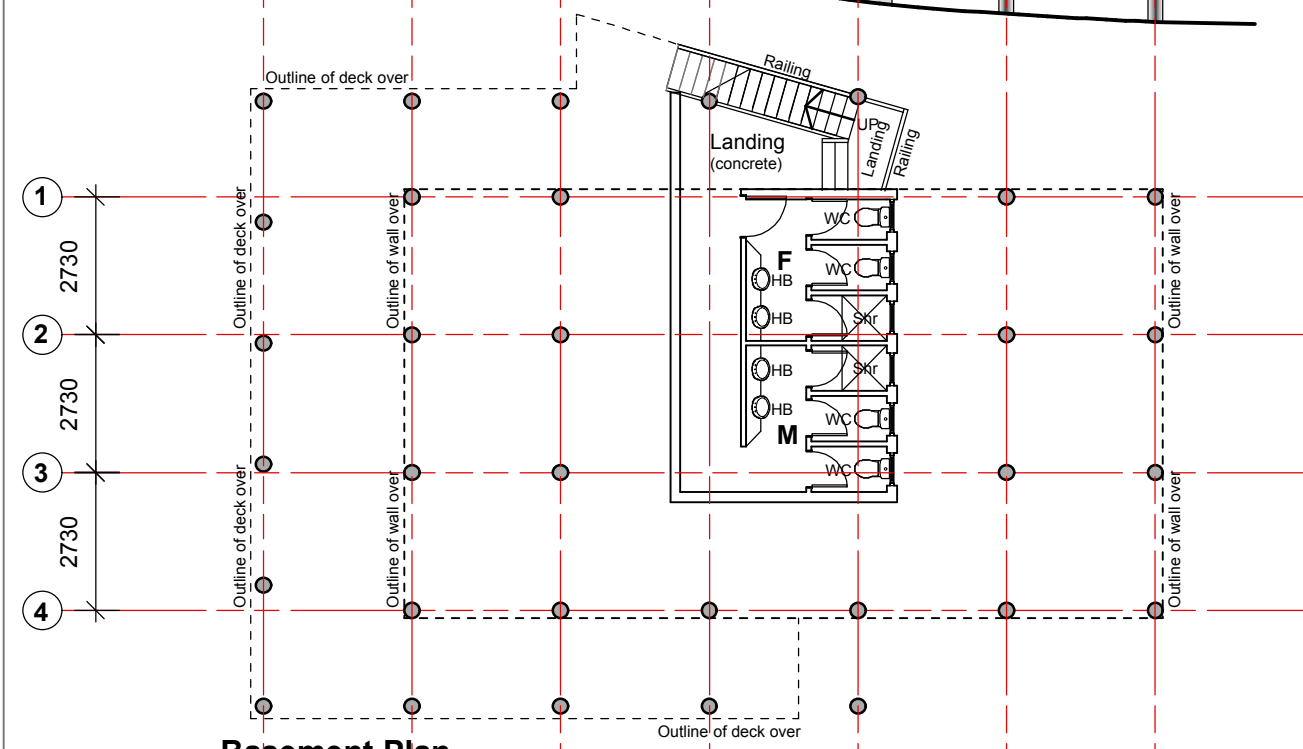 Railing
Outline of deck over
UP
Landing
Railing
Landing
(concrete)
1
Outline of deck over
Outline of wall over
WC
Outline of wall over
2730
F
HB
WC
HB
Shr
2
HB
Shr
2730
HB
WC
M
WC
3
Outline of deck over
Outline of wall over
Outline of wall over
2730
4
Outline of deck over
Basement Plan